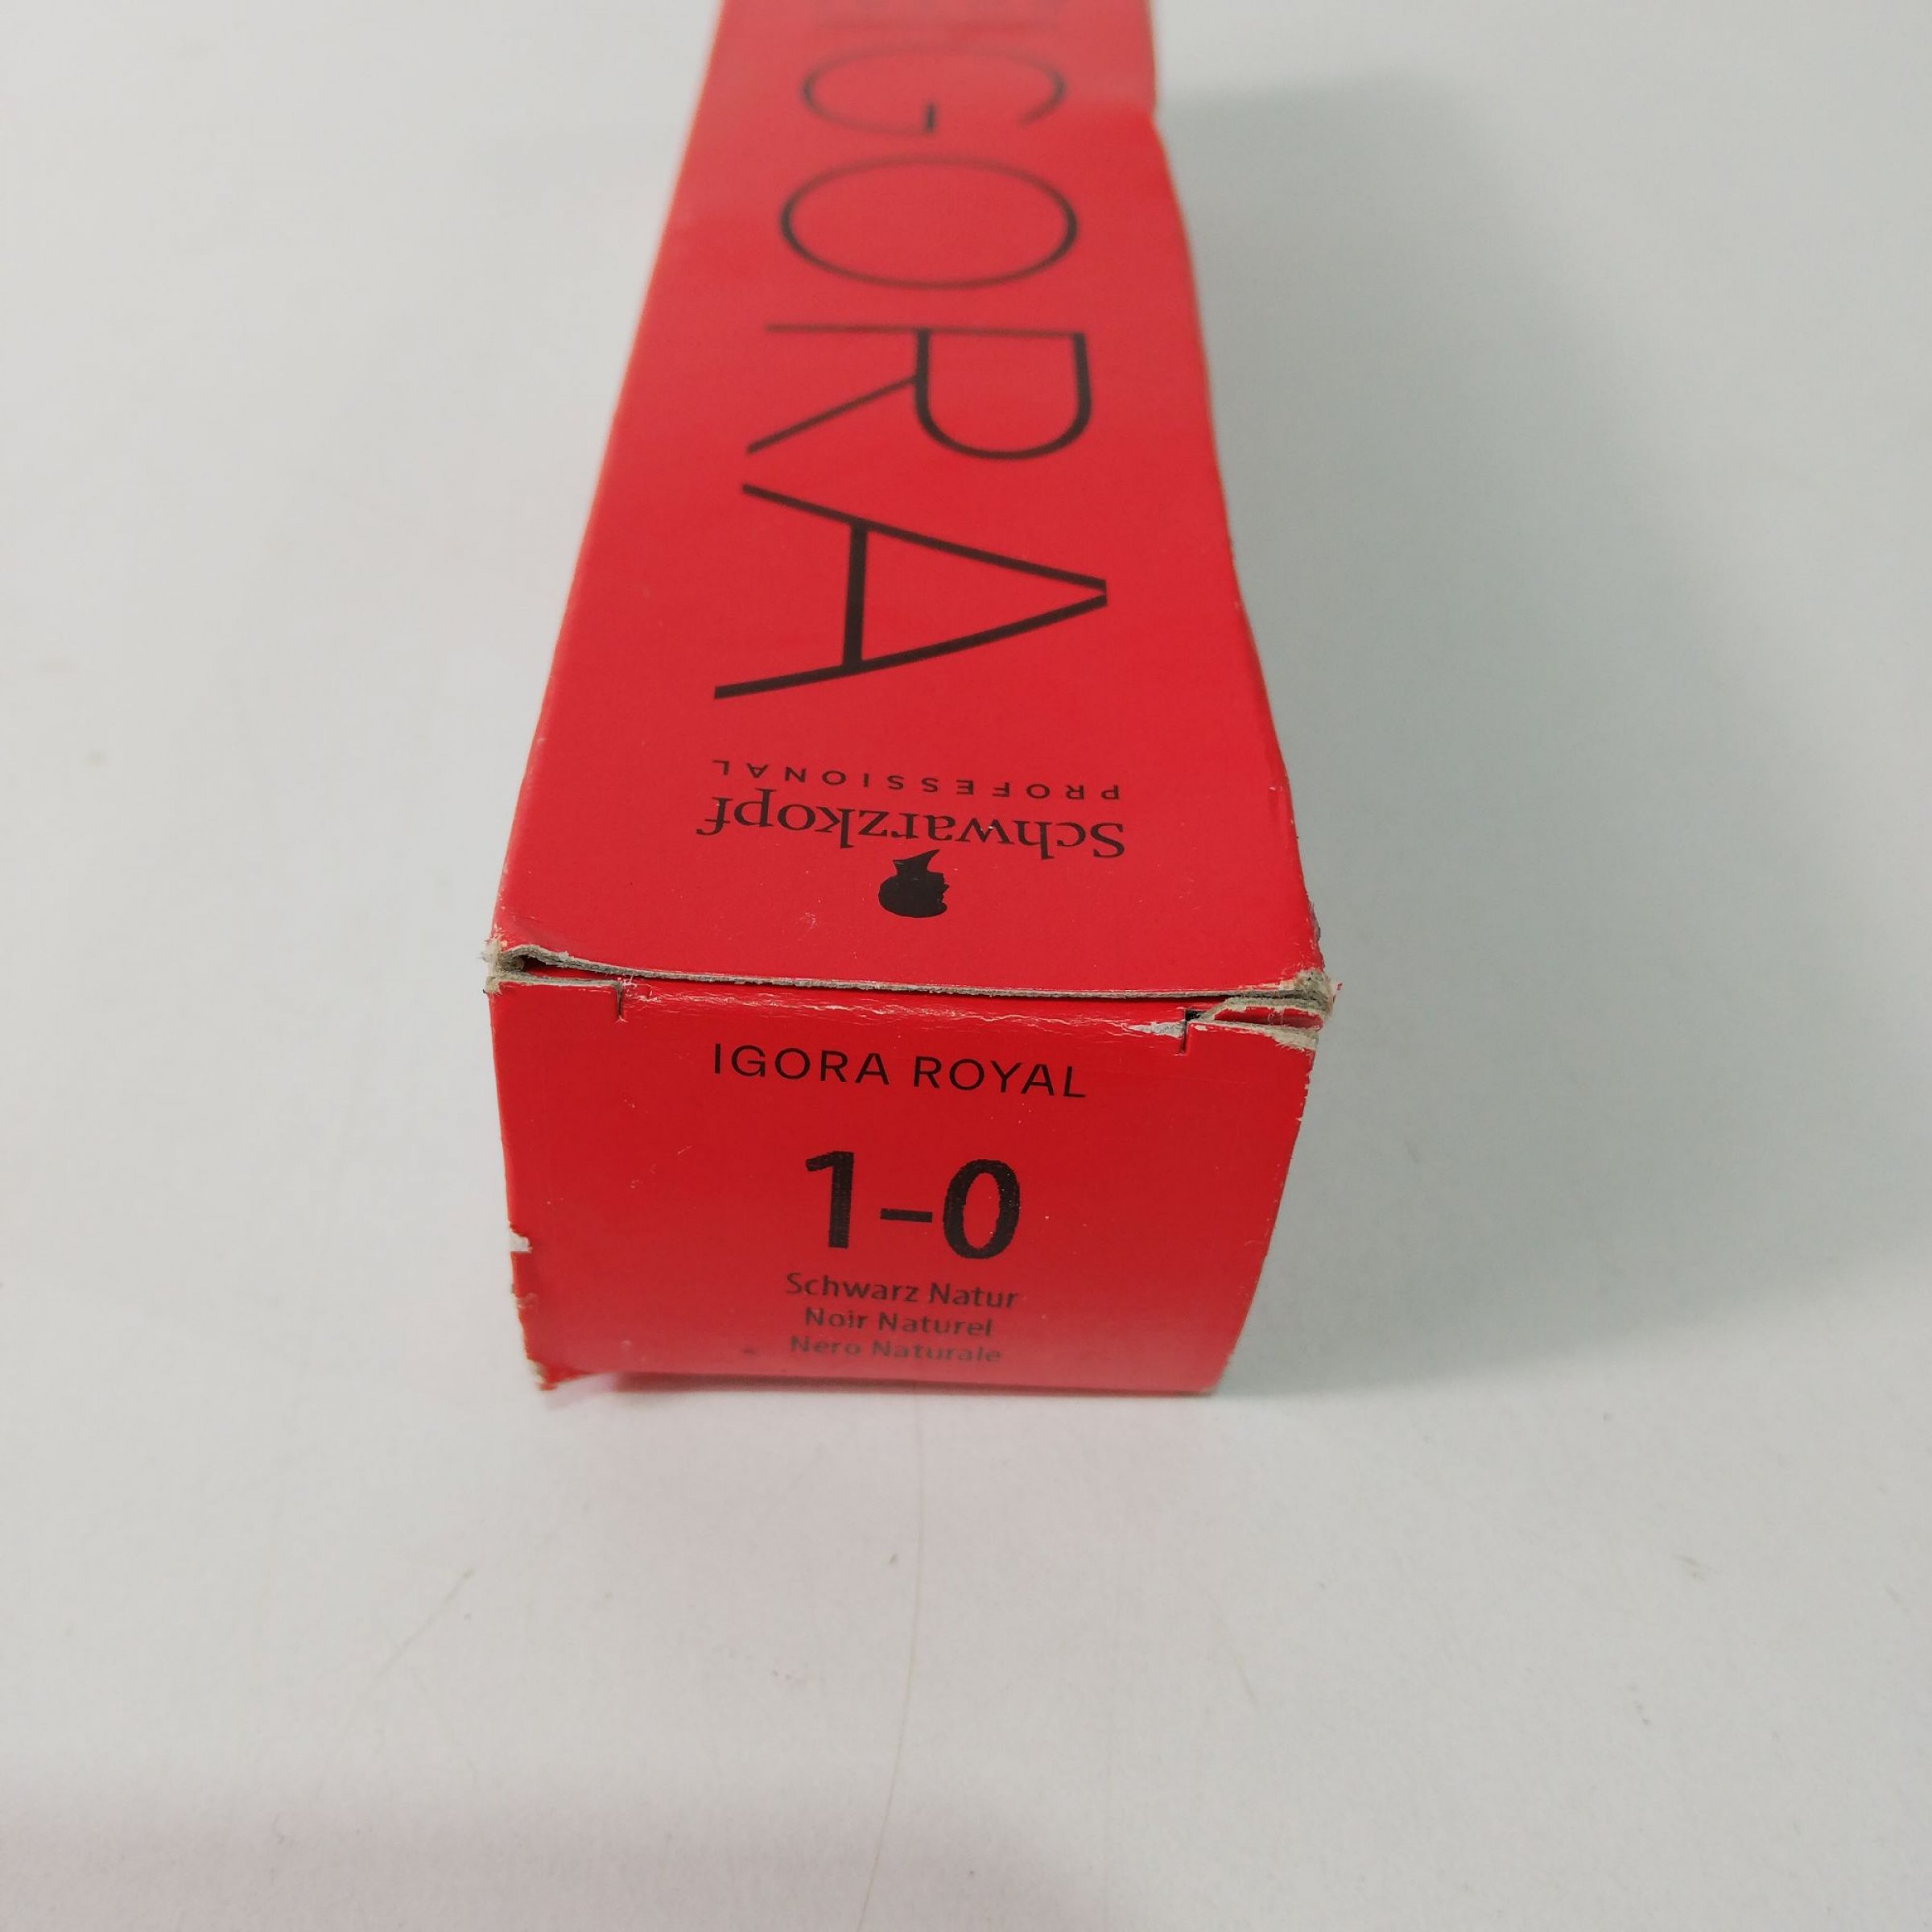 IGORA
Schwarzkopf
PROFESSIONAL
IGORA ROYAL
1-0
Schwarz Natur
Noir Naturel
Nero Naturale